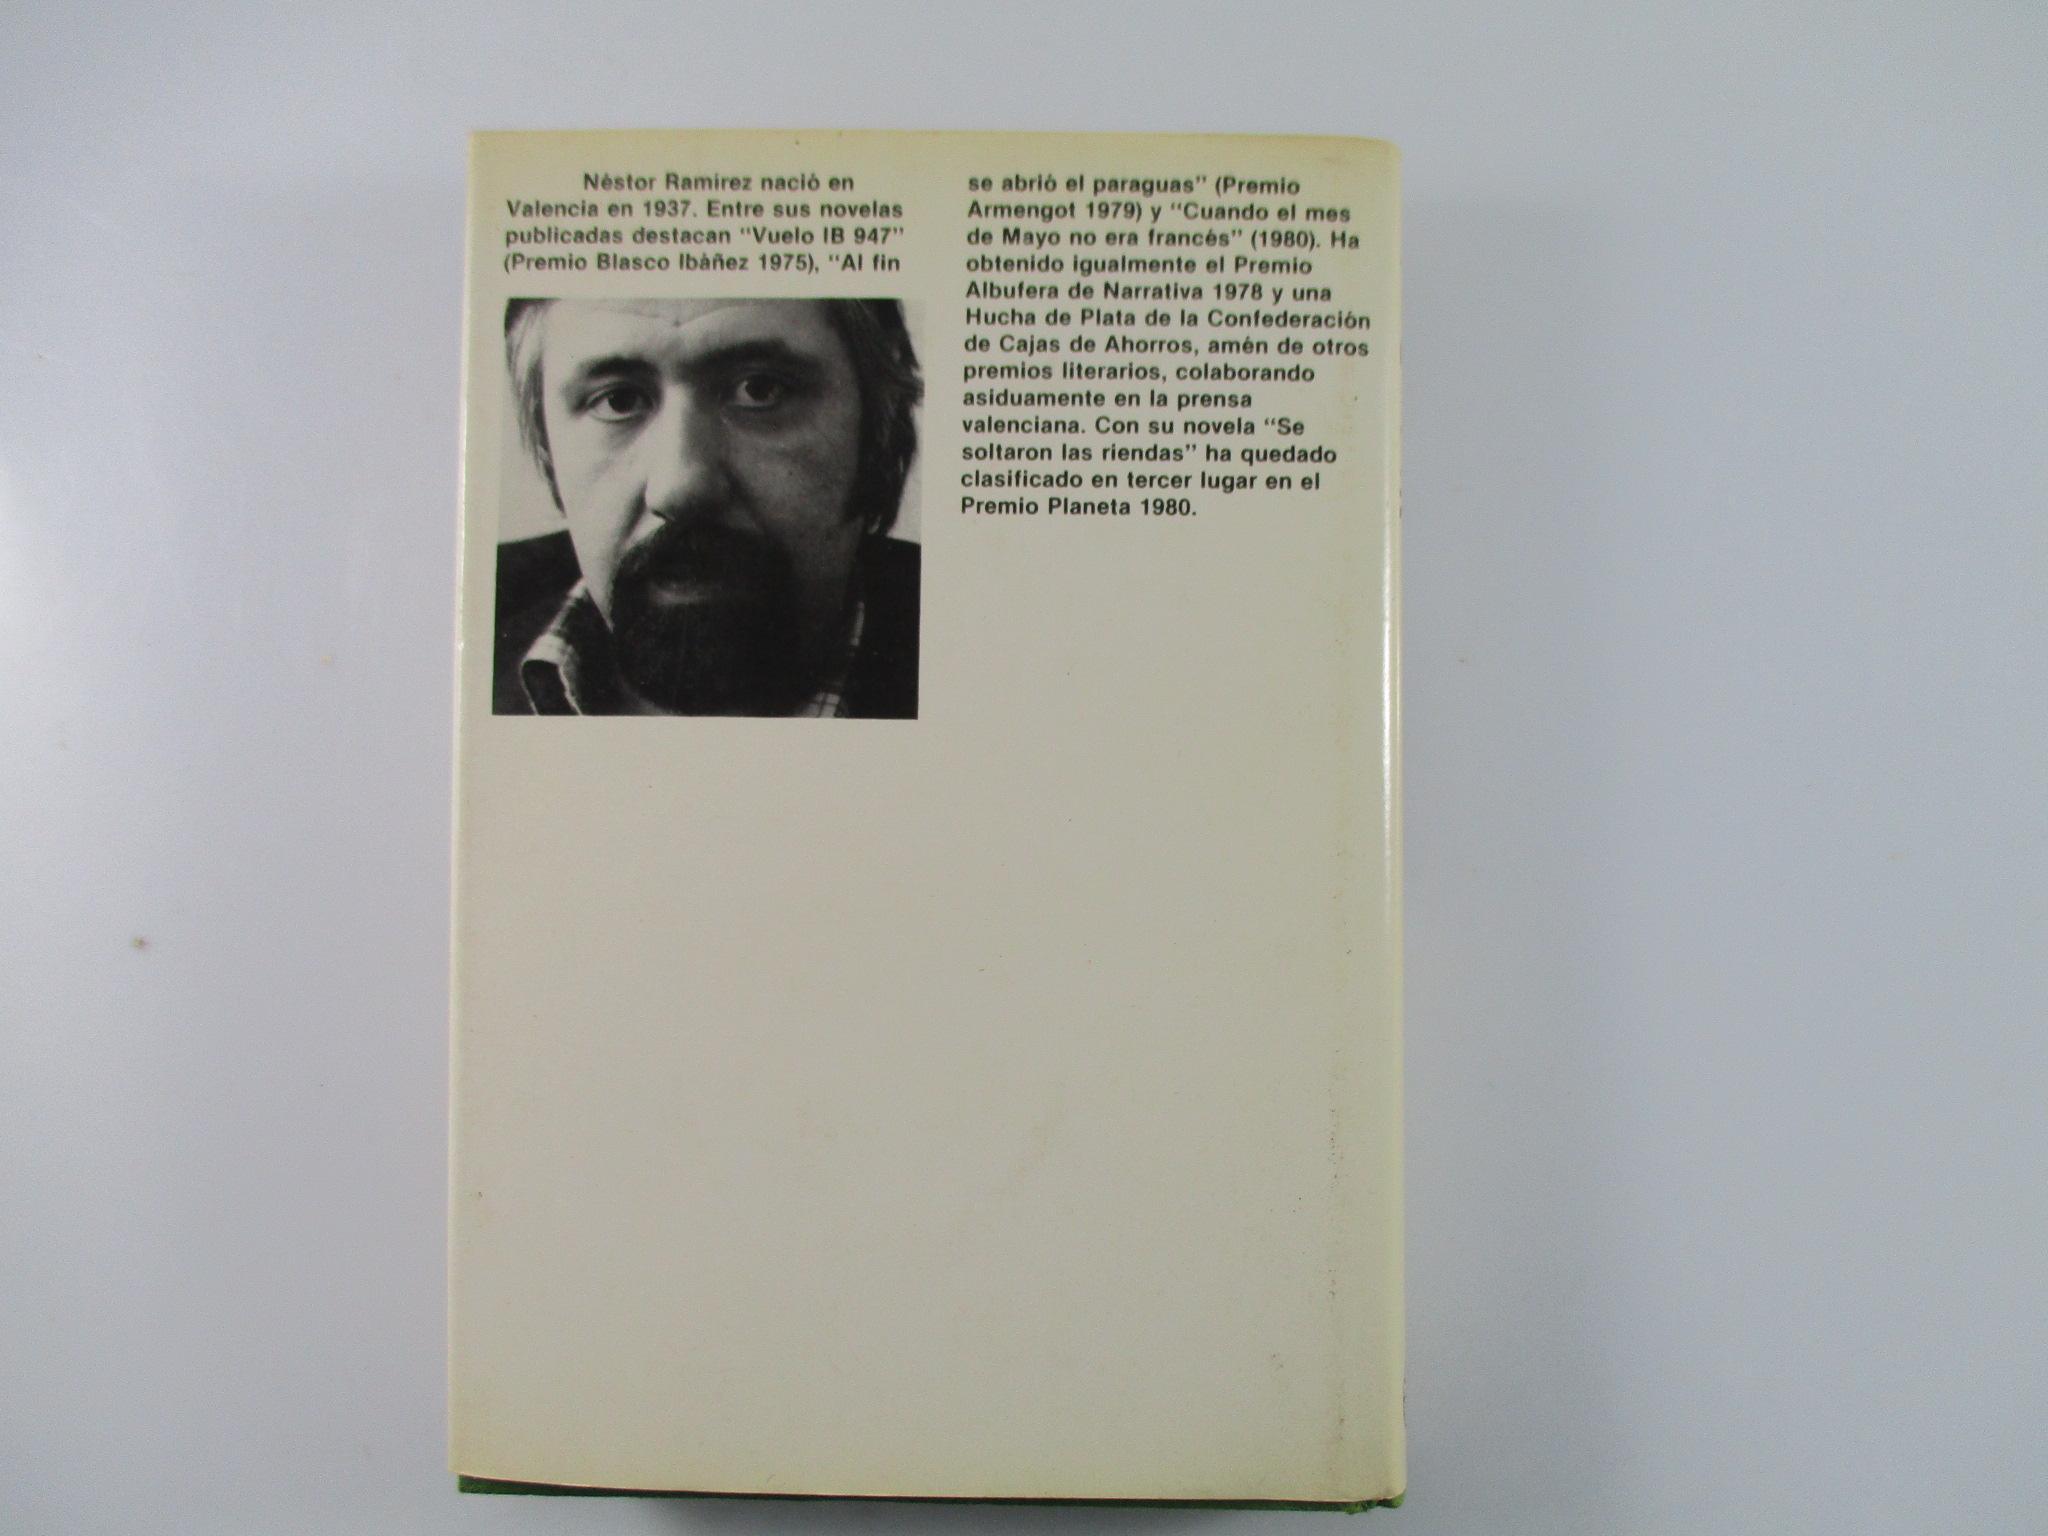 Néstor Ramírez nació en
Valencia en 1937. Entre sus novelas
publicadas destacan “Vuelo IB 947”
(Premio Blasco Ibáñez 1975), “Al fin
se abrió el paraguas” (Premio
Armengot 1979) y “Cuando el mes
de Mayo no era francés” (1980). Ha
obtenido igualmente el Premio
Albufera de Narrativa 1978 y una
Hucha de Plata de la Confederación
de Cajas de Ahorros, amén de otros
premios literarios, colaborando
asiduamente en la prensa
valenciana. Con su novela “Se
soltaron las riendas” ha quedado
clasificado en tercer lugar en el
Premio Planeta 1980.